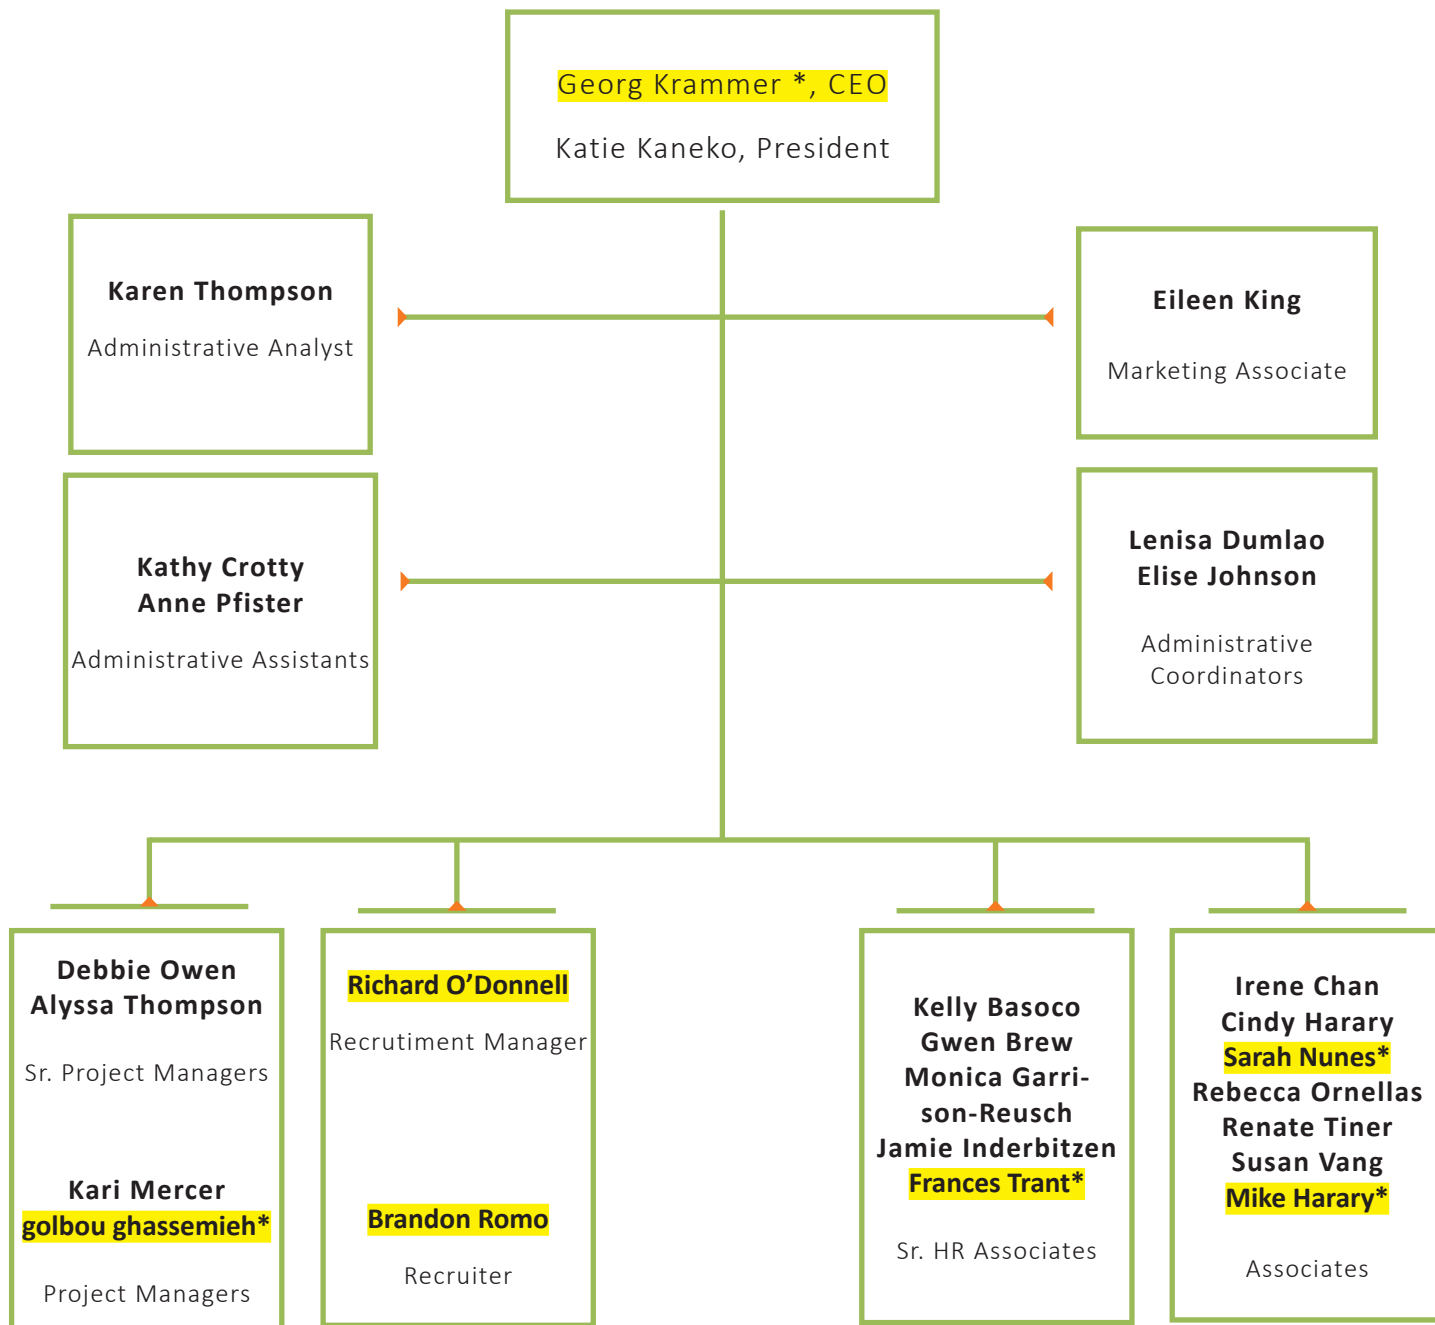 Georg Krammer *, CEO
Katie Kaneko, President
Karen Thompson
Administrative Analyst
Eileen King
Marketing Associate
Kathy Crotty
Anne Pfister
Administrative Assistants
Lenisa Dumlao
Elise Johnson
Administrative
Coordinators
Debbie Owen
Alyssa Thompson
Sr. Project Managers
Kari Mercer
golbou ghassemieh*
Project Managers
Richard O’Donnell
Recrutiment Manager
Brandon Romo
Recruiter
Kelly Basoco
Gwen Brew
Monica Garri-
son-Reusch
Jamie Inderbitzen
Frances Trant*
Sr. HR Associates
Irene Chan
Cindy Harary
Sarah Nunes*
Rebecca Ornellas
Renate Tiner
Susan Vang
Mike Harary*
Associates